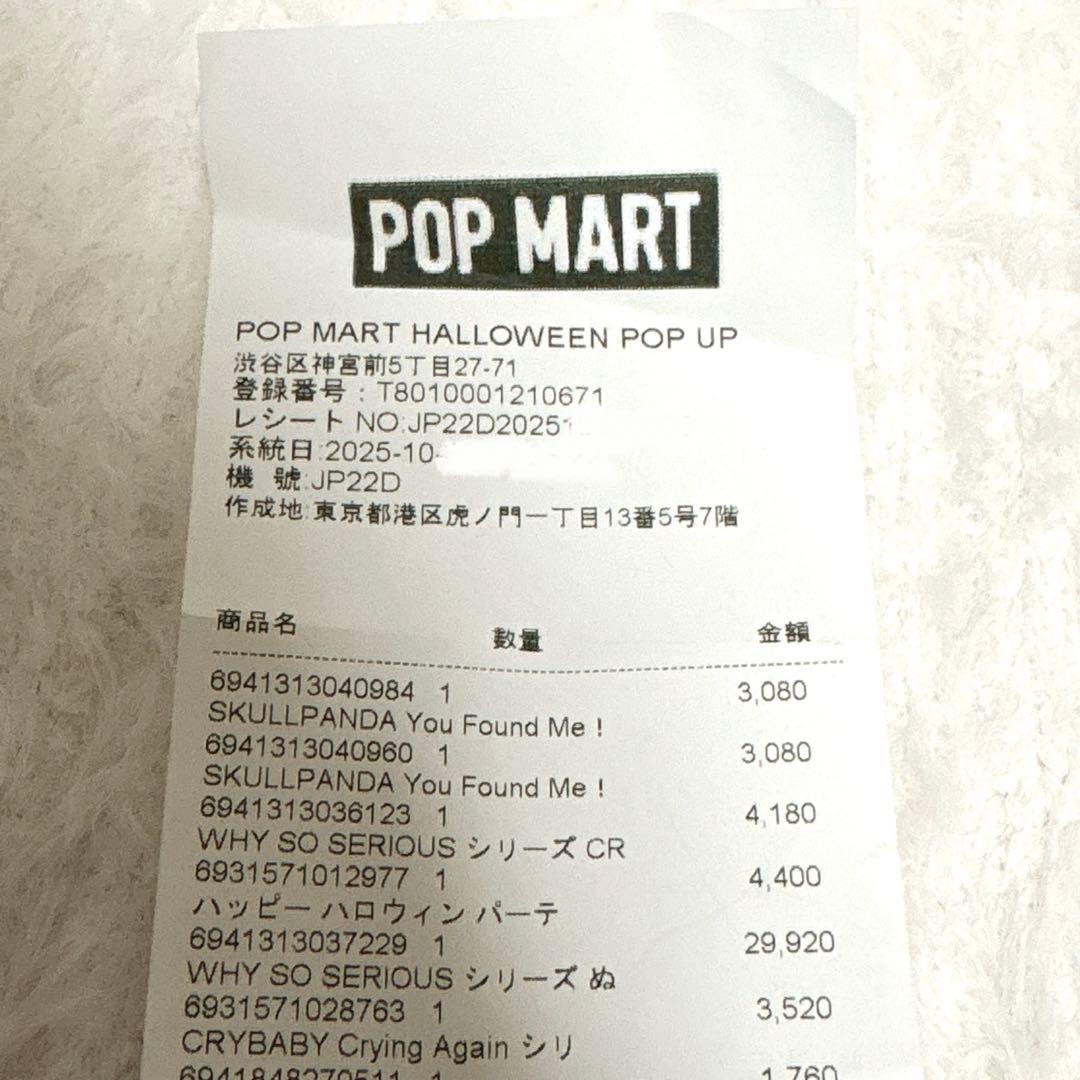 POP MART
POP MART HALLOWEEN POP UP
渋谷区神宮前5丁目27-71
登録番号：T8010001210671
レシート NO:JP22D2025
系統日:2025-10-
機 號:JP22D
作成地:東京都港区虎ノ門一丁目13番5号7階
商品名 数量 金額
6941313040984 1 3,080
SKULLPANDA You Found Me !
6941313040960 1 3,080
SKULLPANDA You Found Me !
6941313036123 1 4,180
WHY SO SERIOUS シリーズ CR
6931571012977 1 4,400
ハッピー ハロウィン パーテ
6941313037229 1 29,920
WHY SO SERIOUS シリーズ ぬ
6931571028763 1 3,520
CRYBABY Crying Again シリ
6941848270511 1 1,760